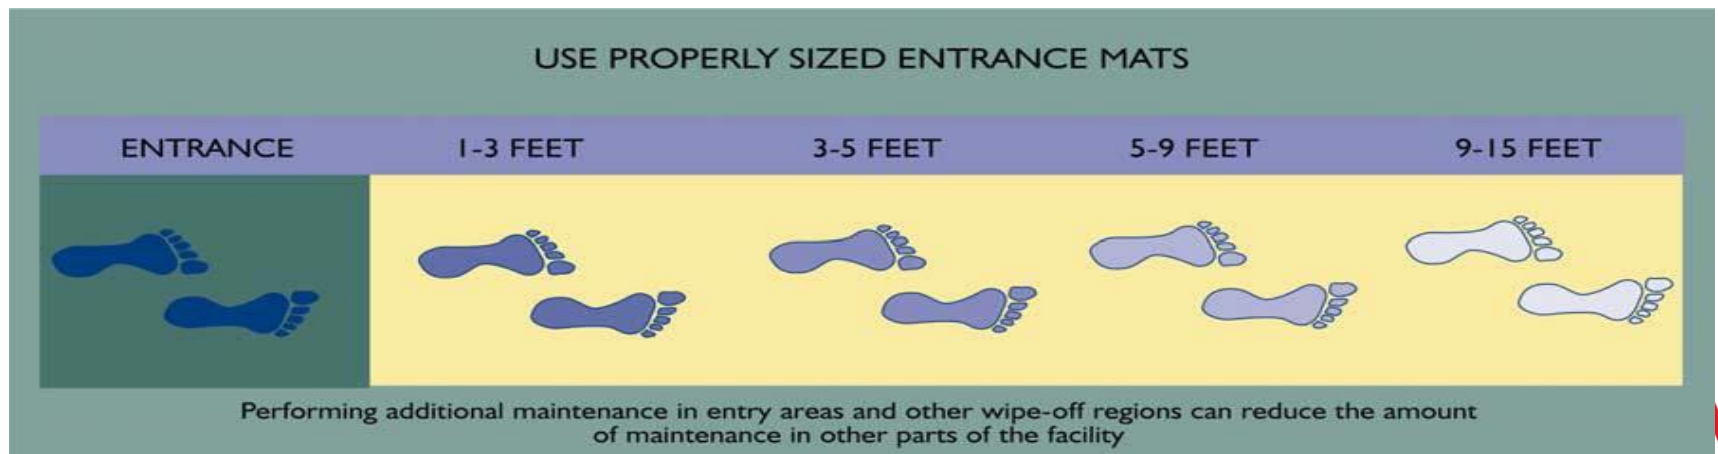 USE PROPERLY SIZED ENTRANCE MATS
ENTRANCE 1-3 FEET 3-5 FEET 5-9 FEET 9-15 FEET
Performing additional maintenance in entry areas and other wipe-off regions can reduce the amount
of maintenance in other parts of the facility